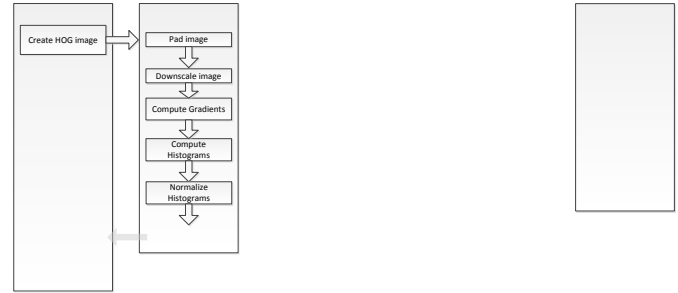 Create HOG image
Pad image
Downscale image
Compute Gradients
Compute
Histograms
Normalize
Histograms